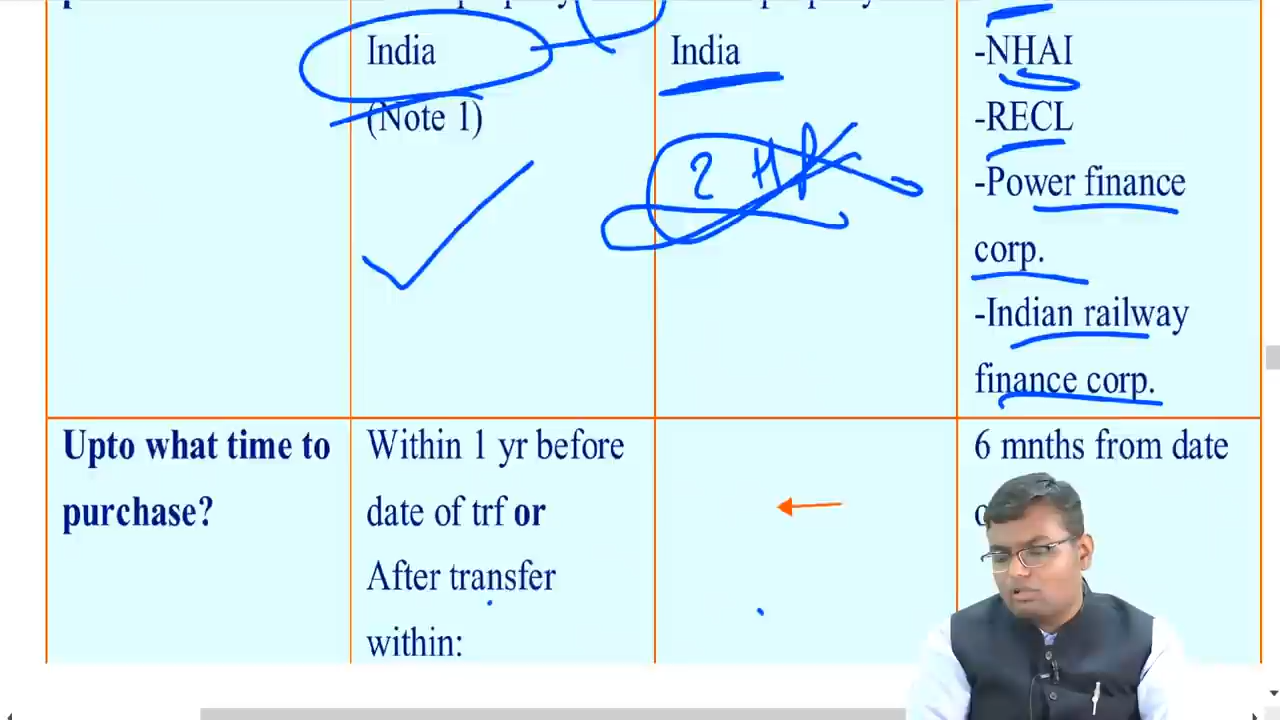 India
(Note 1)
India
2 HP
-NHAI
-RECL
-Power finance
corp.
-Indian railway
finance corp.
Upto what time to
purchase?
Within 1 yr before
date of trf or
After transfer
within:
6 mnths from date